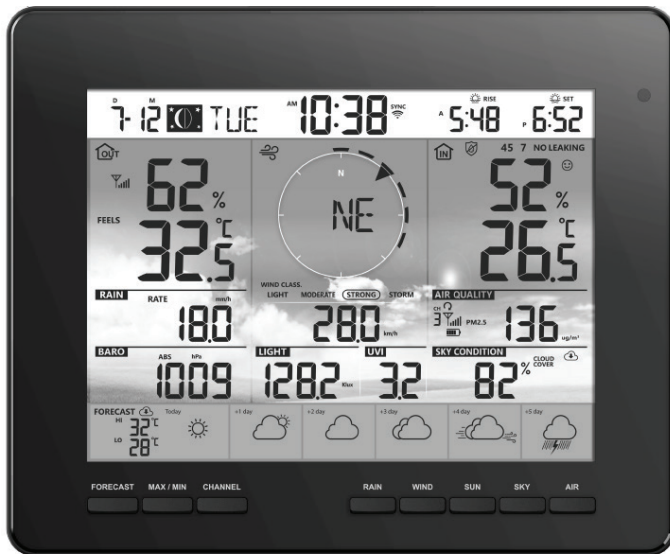 D M
7-12 TUE AM 10:38 SYNC A RISE 5:48 P SET 6:52
OUT
62 %
FEELS
32.5 °C
N
NE
WIND CLASS.
LIGHT MODERATE STRONG STORM
28.0 km/h
IN 45 7 NO LEAKING
52 %
26.5 °C
RAIN
RATE mm/h
18.0
AIR QUALITY
CH 3 PM2.5 136 ug/m³
BARO
ABS hPa
1009
LIGHT
128.2 Klux
UVI
3.2
SKY CONDITION
82 % CLOUD COVER
FORECAST Today +1 day +2 day +3 day +4 day +5 day
HI 32 °C
LO 28 °C
FORECAST MAX / MIN CHANNEL RAIN WIND SUN SKY AIR